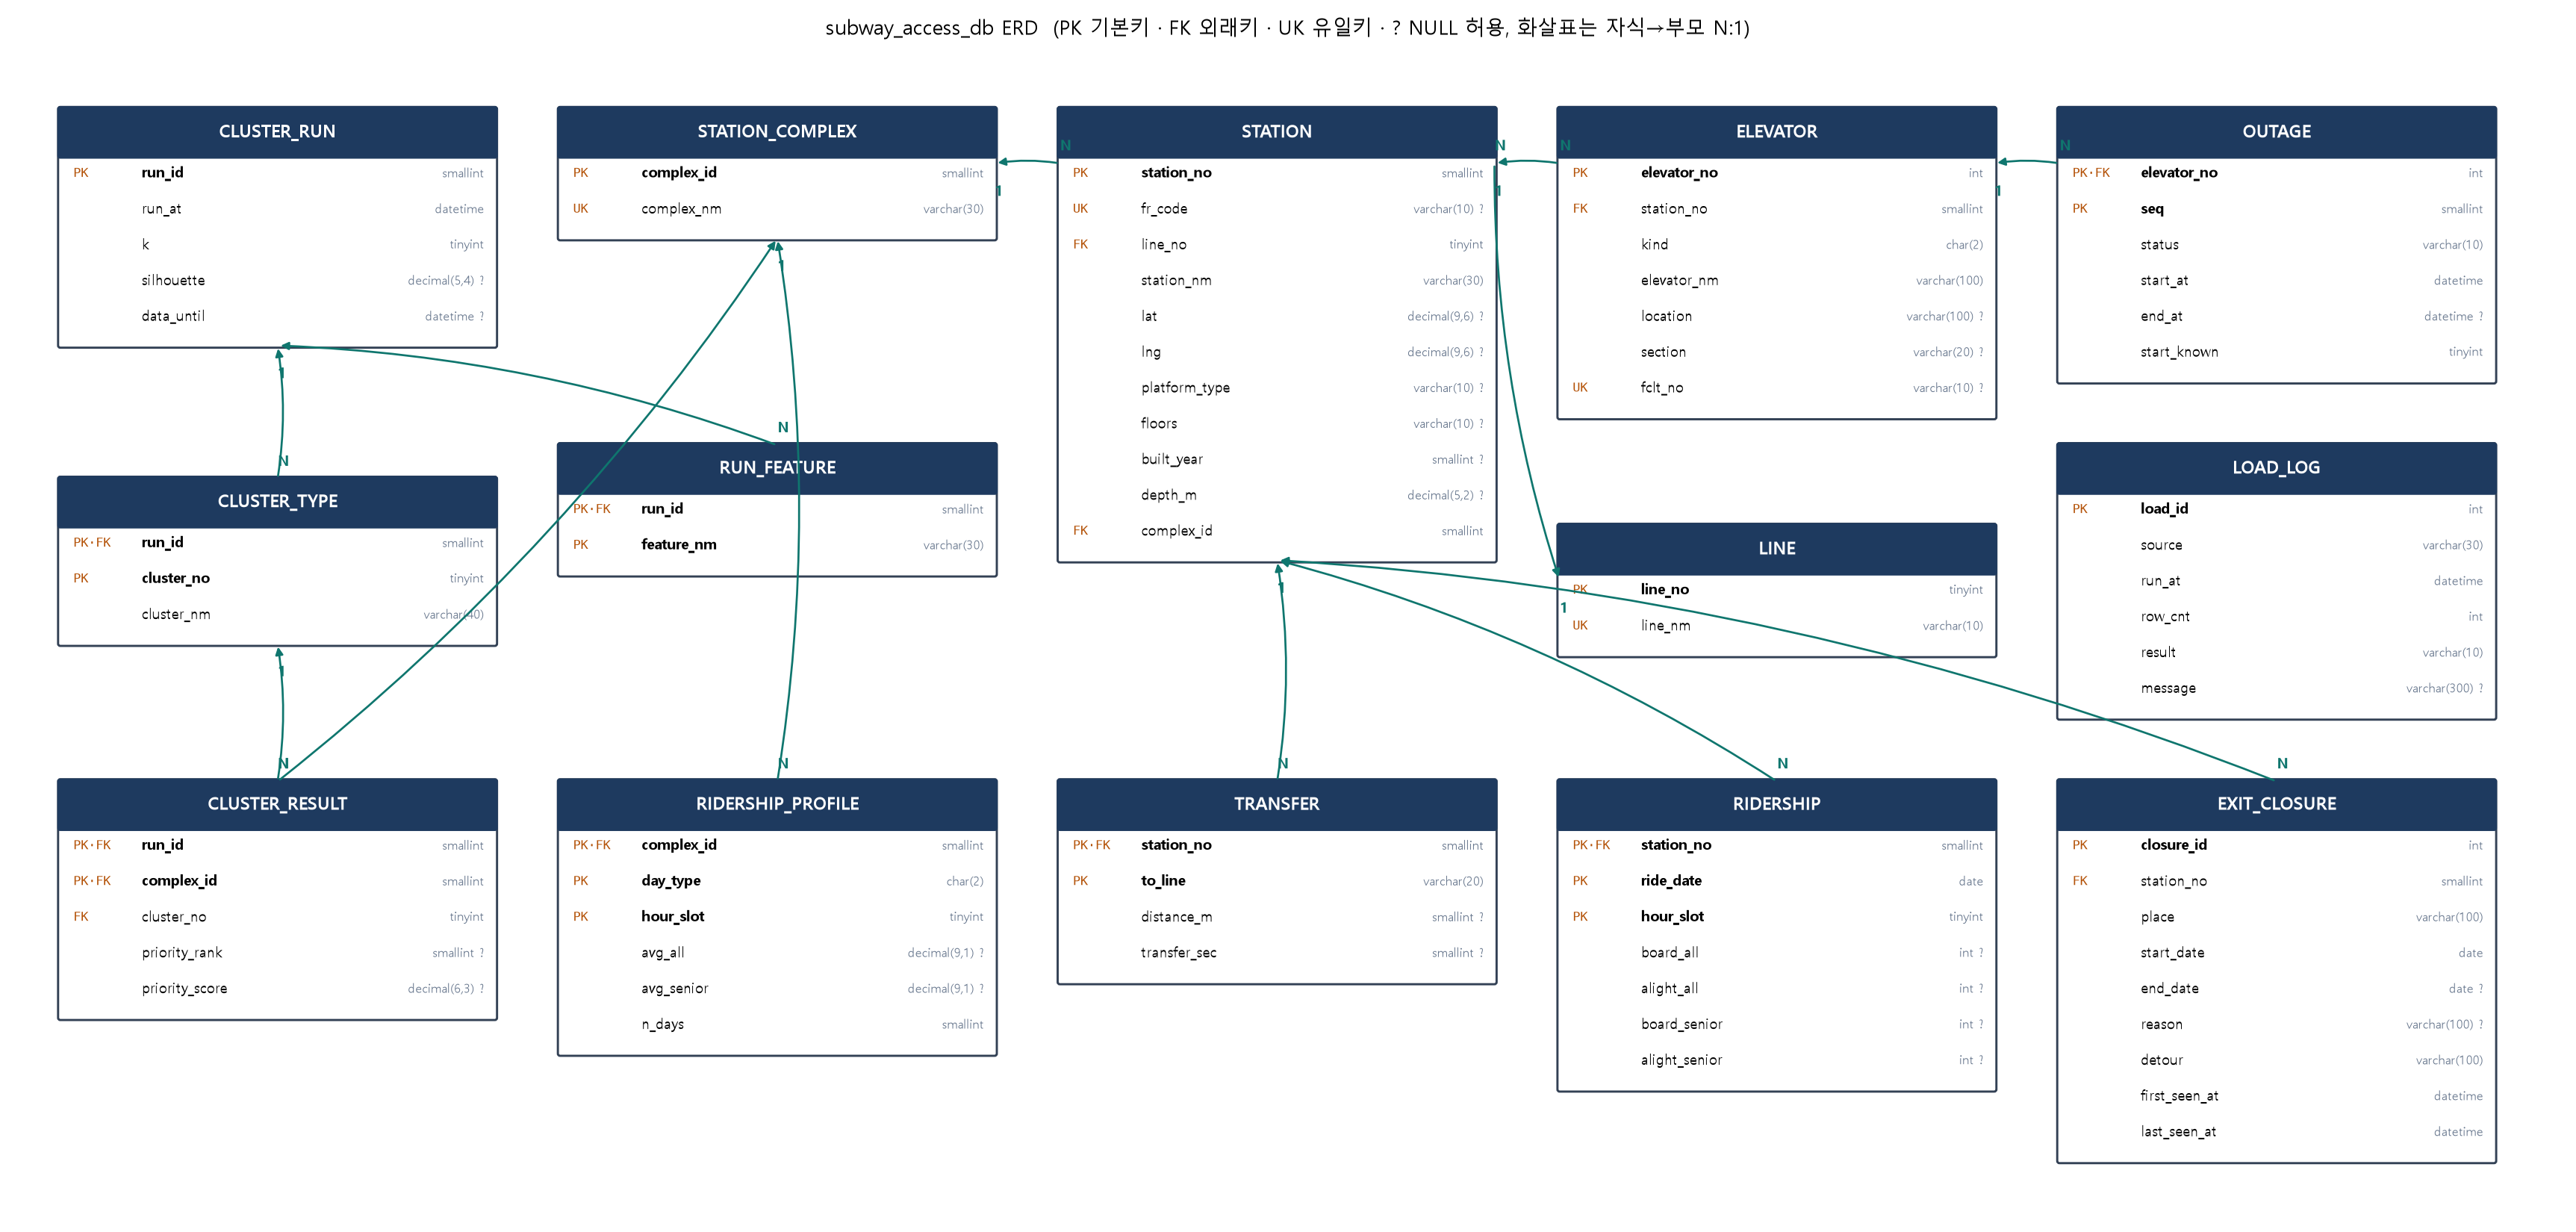 subway_access_db ERD (PK 기본키 · FK 외래키 · UK 유일키 · ? NULL 허용, 화살표는 자식→부모 N:1)
CLUSTER_RUN
PK run_id smallint
run_at datetime
k tinyint
silhouette decimal(5,4) ?
data_until datetime ?
1
STATION_COMPLEX
PK complex_id smallint
UK complex_nm varchar(30)
1
1
STATION
N
N
PK station_no smallint
UK fr_code varchar(10) ?
FK line_no tinyint
station_nm varchar(30)
lat decimal(9,6) ?
lng decimal(9,6) ?
platform_type varchar(10) ?
floors varchar(10) ?
built_year smallint ?
depth_m decimal(5,2) ?
FK complex_id smallint
1
1
ELEVATOR
N
PK elevator_no int
FK station_no smallint
kind char(2)
elevator_nm varchar(100)
location varchar(100) ?
section varchar(20) ?
UK fclt_no varchar(10) ?
1
OUTAGE
N
PK·FK elevator_no int
PK seq smallint
status varchar(10)
start_at datetime
end_at datetime ?
start_known tinyint
N
CLUSTER_TYPE
PK·FK run_id smallint
PK cluster_no tinyint
cluster_nm varchar(40)
1
N
RUN_FEATURE
PK·FK run_id smallint
PK feature_nm varchar(30)
LINE
PK line_no tinyint
1
UK line_nm varchar(10)
LOAD_LOG
PK load_id int
source varchar(30)
run_at datetime
row_cnt int
result varchar(10)
message varchar(300) ?
N
CLUSTER_RESULT
PK·FK run_id smallint
PK·FK complex_id smallint
FK cluster_no tinyint
priority_rank smallint ?
priority_score decimal(6,3) ?
N
RIDERSHIP_PROFILE
PK·FK complex_id smallint
PK day_type char(2)
PK hour_slot tinyint
avg_all decimal(9,1) ?
avg_senior decimal(9,1) ?
n_days smallint
N
TRANSFER
PK·FK station_no smallint
PK to_line varchar(20)
distance_m smallint ?
transfer_sec smallint ?
N
RIDERSHIP
PK·FK station_no smallint
PK ride_date date
PK hour_slot tinyint
board_all int ?
alight_all int ?
board_senior int ?
alight_senior int ?
N
EXIT_CLOSURE
PK closure_id int
FK station_no smallint
place varchar(100)
start_date date
end_date date ?
reason varchar(100) ?
detour varchar(100)
first_seen_at datetime
last_seen_at datetime